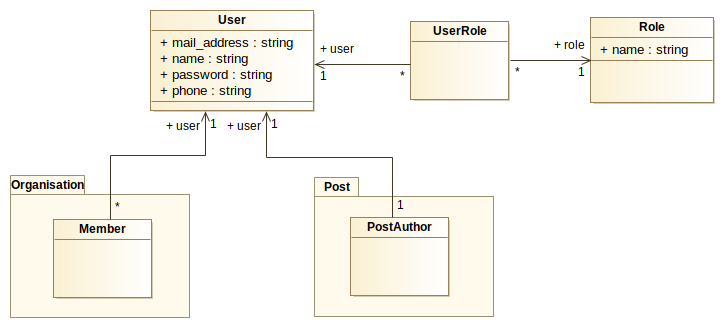 User
+ mail_address : string
+ name : string
+ password : string
+ phone : string
+ user
1
*
UserRole
*
+ role
1
Role
+ name : string
+ user
1
+ user
1
Organisation
*
Member
Post
1
PostAuthor